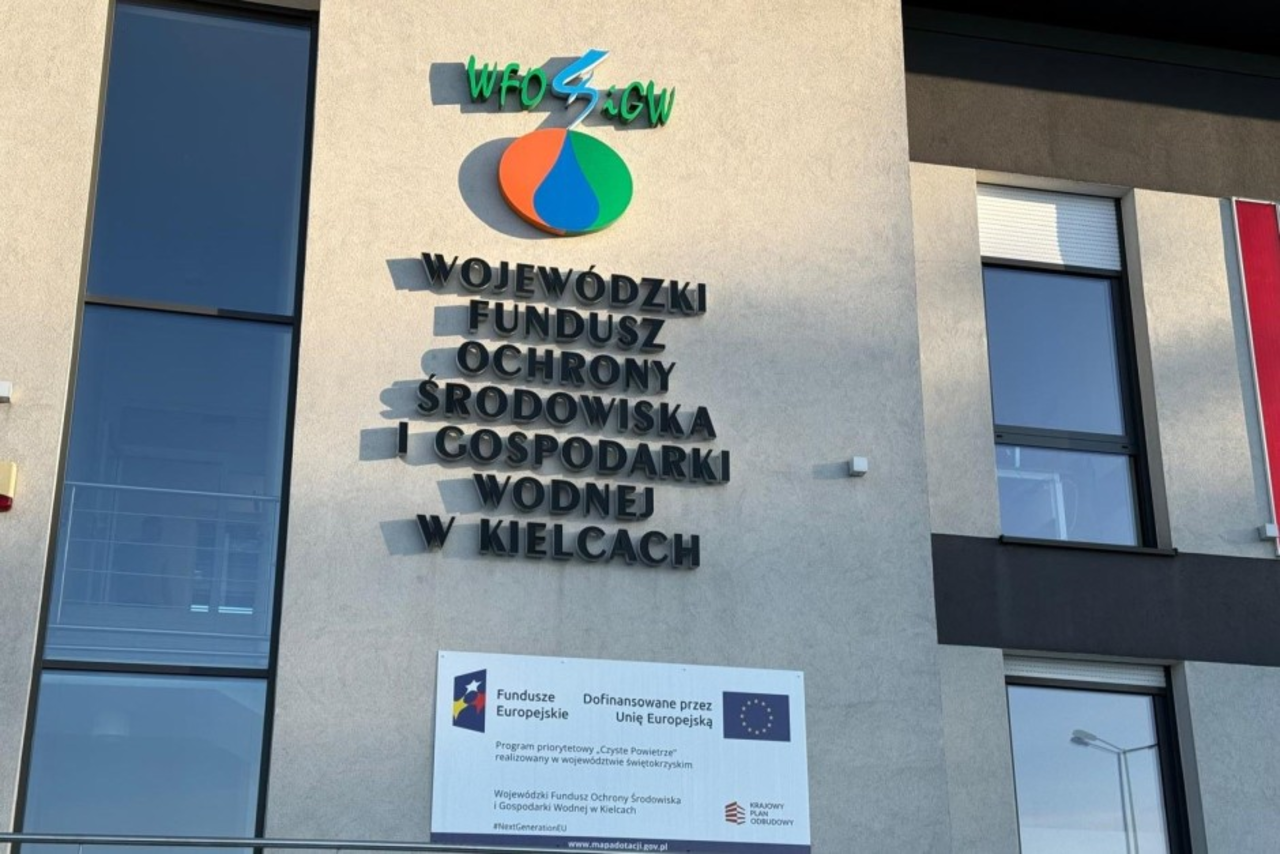 WFOŚiGW
WOJEWÓDZKI
FUNDUSZ
OCHRONY
ŚRODOWISKA
I GOSPODARKI
WODNEJ
W KIELCACH
Fundusze
Europejskie
Dofinansowane przez
Unię Europejską
Program priorytetowy „Czyste Powietrze”
realizowany w województwie świętokrzyskim
Wojewódzki Fundusz Ochrony Środowiska
i Gospodarki Wodnej w Kielcach
#NextGenerationEU
KRAJOWY
PLAN
ODBUDOWY
www.mapadotacji.gov.pl